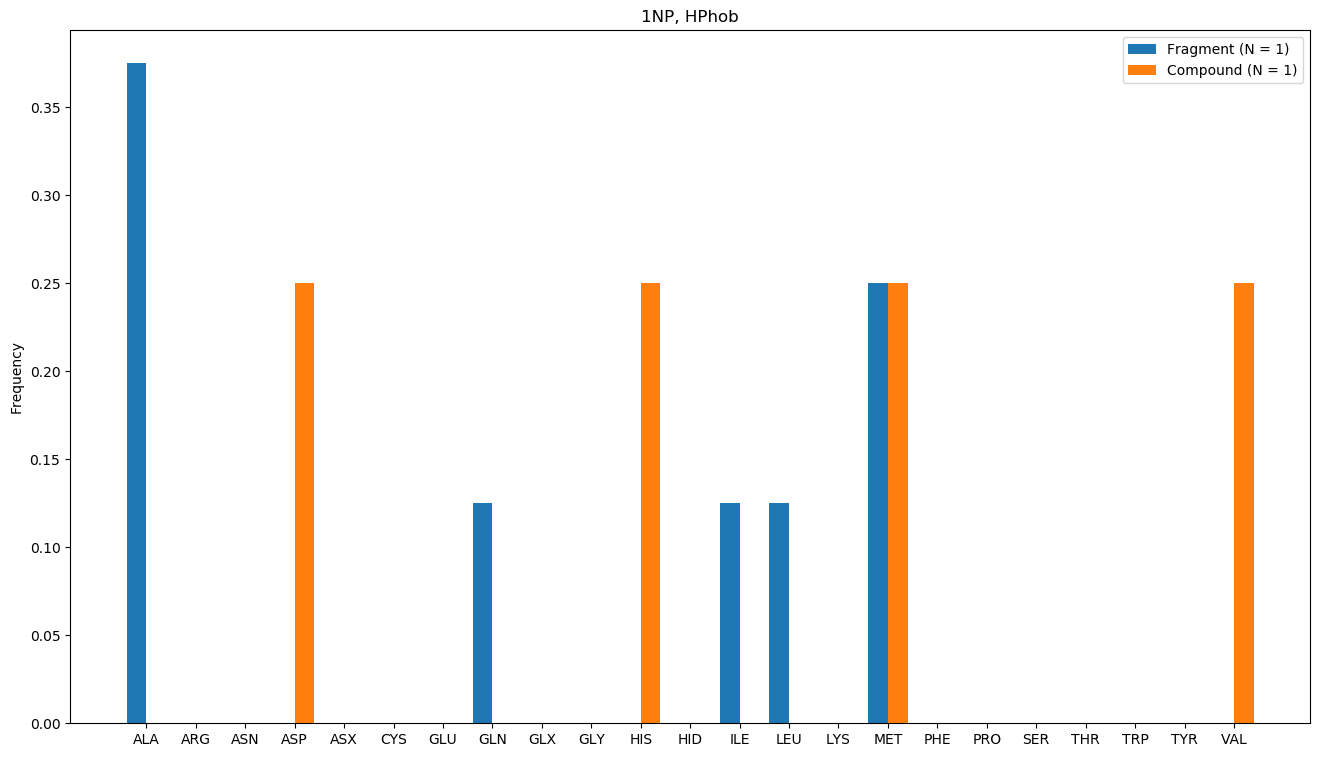 1NP, HPhob
Fragment (N = 1)
Compound (N = 1)
Frequency
0.35
0.30
0.25
0.20
0.15
0.10
0.05
0.00
ALA ARG ASN ASP ASX CYS GLU GLN GLX GLY HIS HID ILE LEU LYS MET PHE PRO SER THR TRP TYR VAL